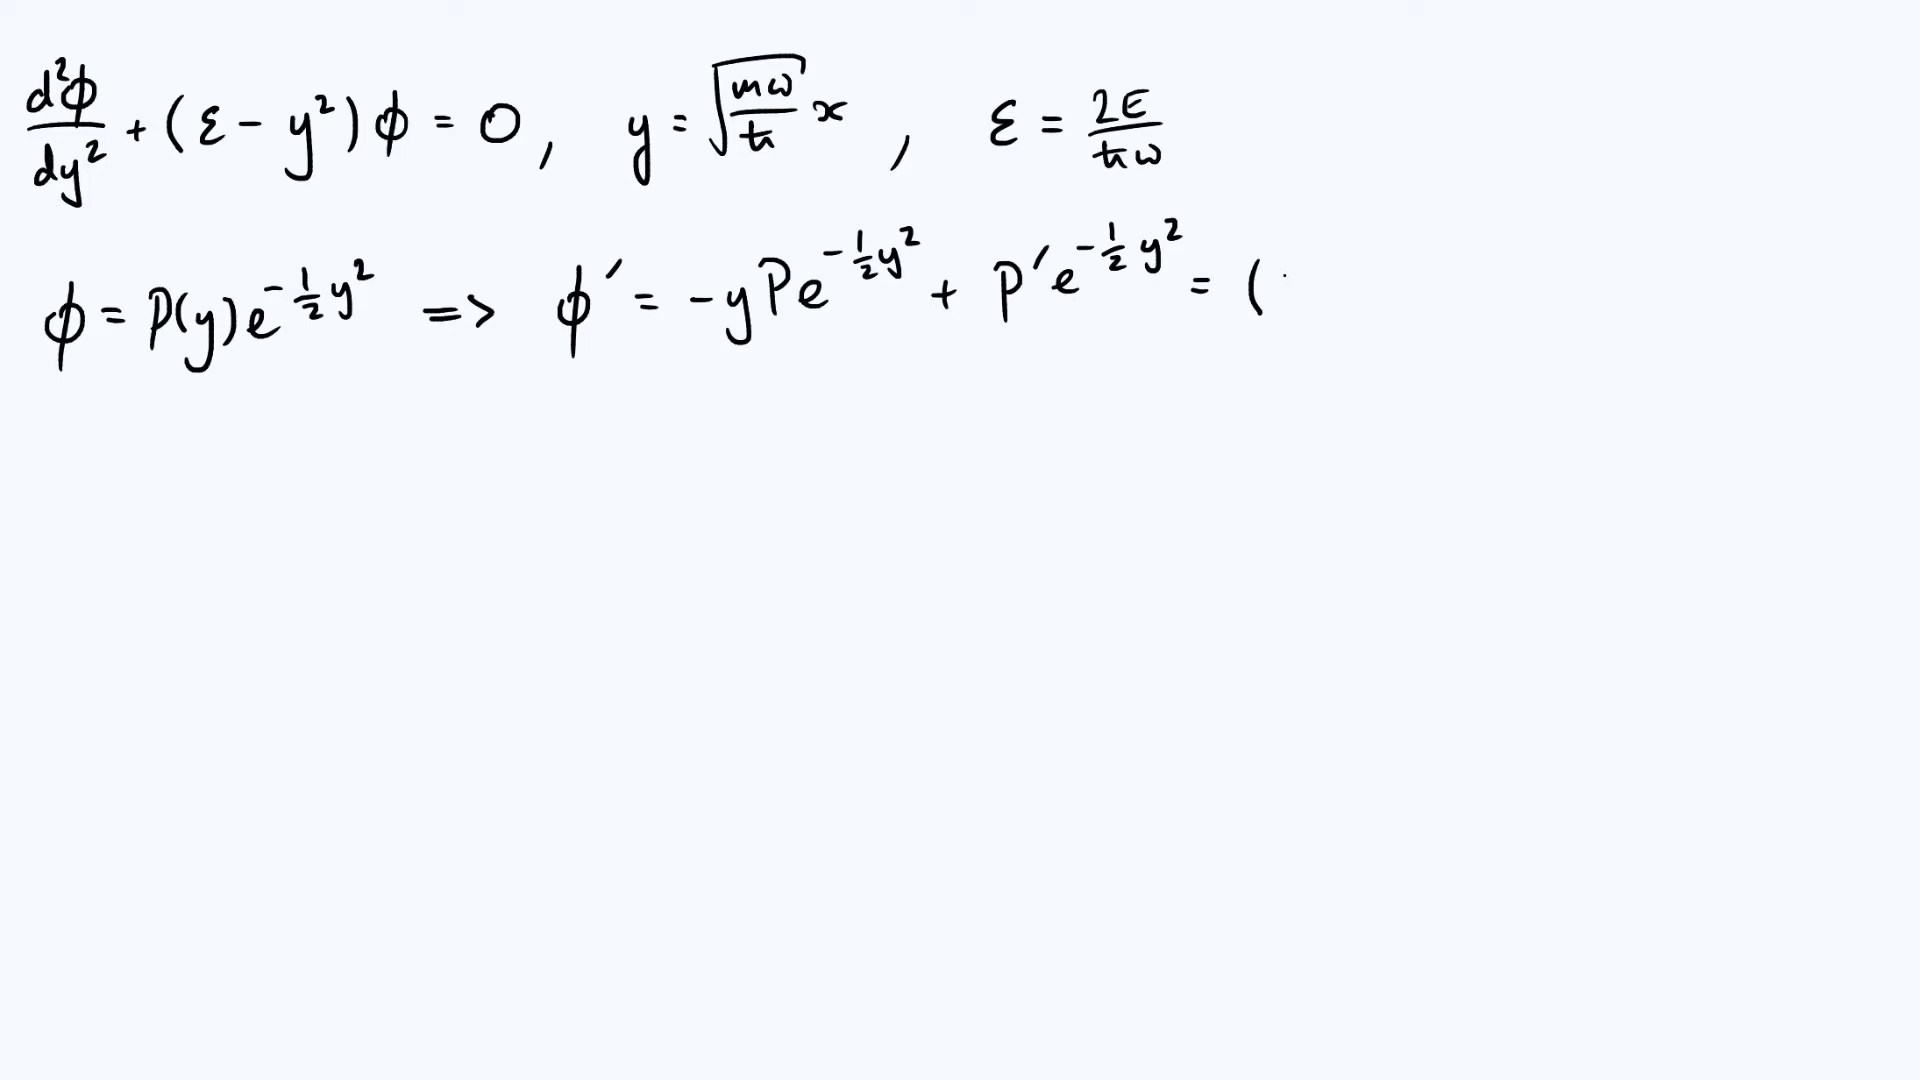 d²ϕ/dy² + (ε - y²)ϕ = 0, y = √(mω/ħ) x , ε = 2E/ħω
ϕ = P(y)e^{-½y²} => ϕ′ = -yPe^{-½y²} + P′e^{-½y²} = (